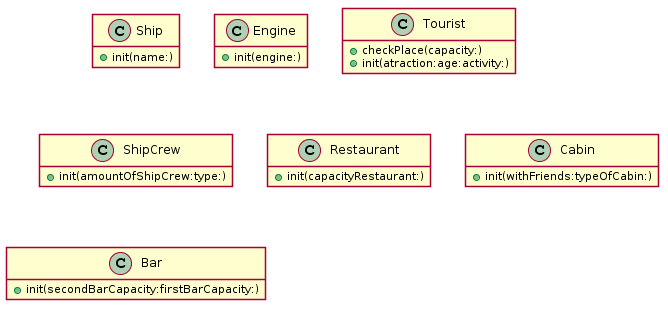 C Ship
init(name:)
C Engine
init(engine:)
C Tourist
checkPlace(capacity:)
init(atraction:age:activity:)
C ShipCrew
init(amountOfShipCrew:type:)
C Restaurant
init(capacityRestaurant:)
C Cabin
init(withFriends:typeOfCabin:)
C Bar
init(secondBarCapacity:firstBarCapacity:)